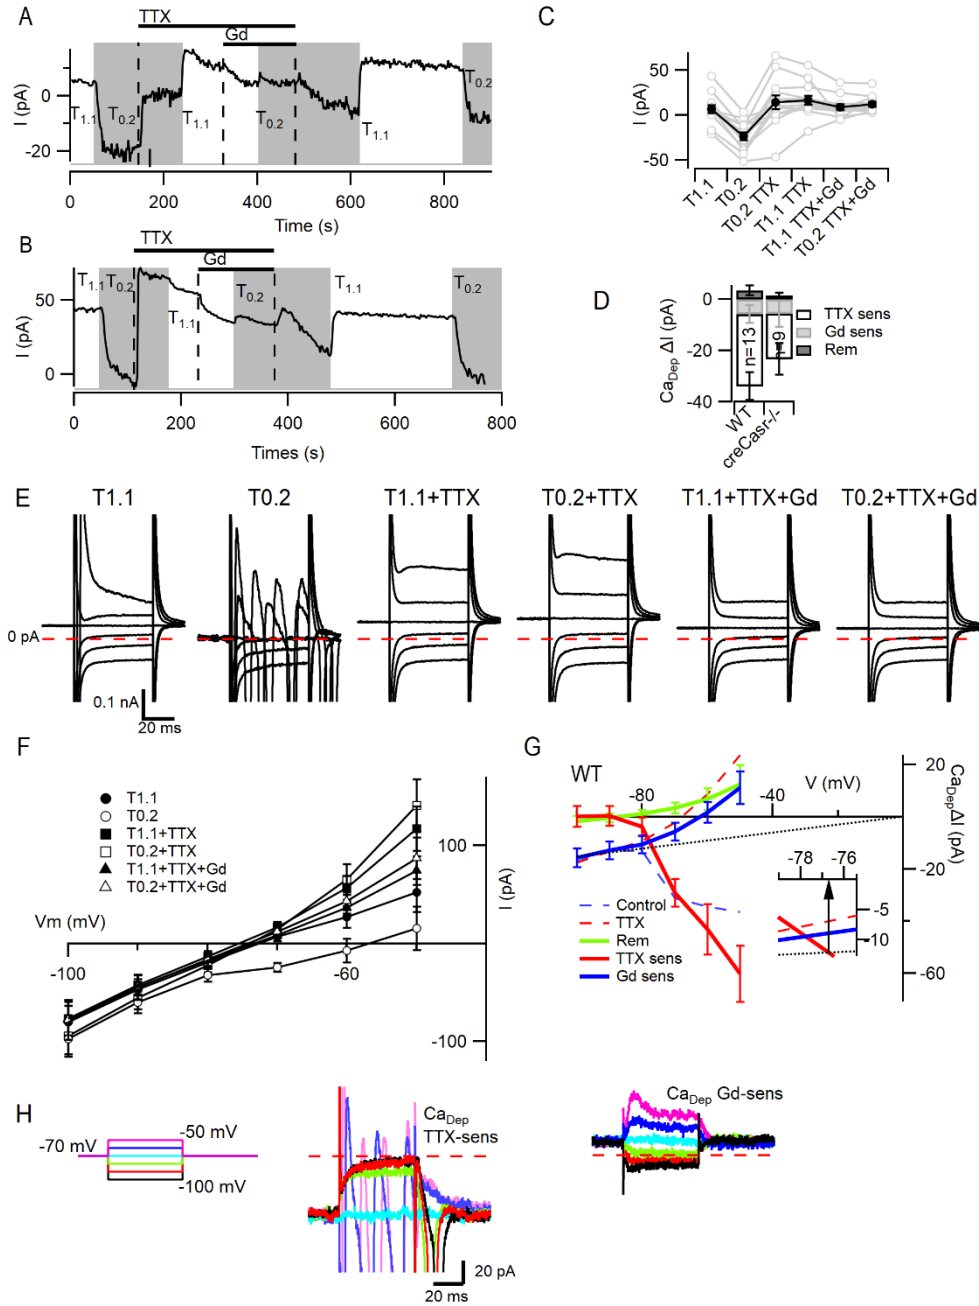 A
TTX
Gd
I (pA)
0
-20
T1.1
T0.2
T1.1
T0.2
T1.1
T0.2
0 200 400 600 800
Time (s)
B
TTX
Gd
I (pA)
50
0
T1.1
T0.2
T1.1
T0.2
T1.1
T0.2
0 200 400 600 800
Times (s)
C
I (pA)
50
0
-50
T1.1
T0.2
T0.2 TTX
T1.1 TTX
T1.1 TTX+Gd
T0.2 TTX+Gd
D
CaDep ΔI (pA)
0
-20
-40
n=13
n=9
WT
creCasr-/-
TTX sens
Gd sens
Rem
E
T1.1 T0.2 T1.1+TTX T0.2+TTX T1.1+TTX+Gd T0.2+TTX+Gd
0 pA
0.1 nA
20 ms
F
T1.1
T0.2
T1.1+TTX
T0.2+TTX
T1.1+TTX+Gd
T0.2+TTX+Gd
Vm (mV)
-100
-60
100
-100
I (pA)
G
WT
V (mV)
-80
-40
20
-20
-60
CaDepΔI (pA)
Control
TTX
Rem
TTX sens
Gd sens
-78 -76
-5
-10
H
-70 mV
-50 mV
-100 mV
CaDep
TTX-sens
20 pA
20 ms
CaDep Gd-sens